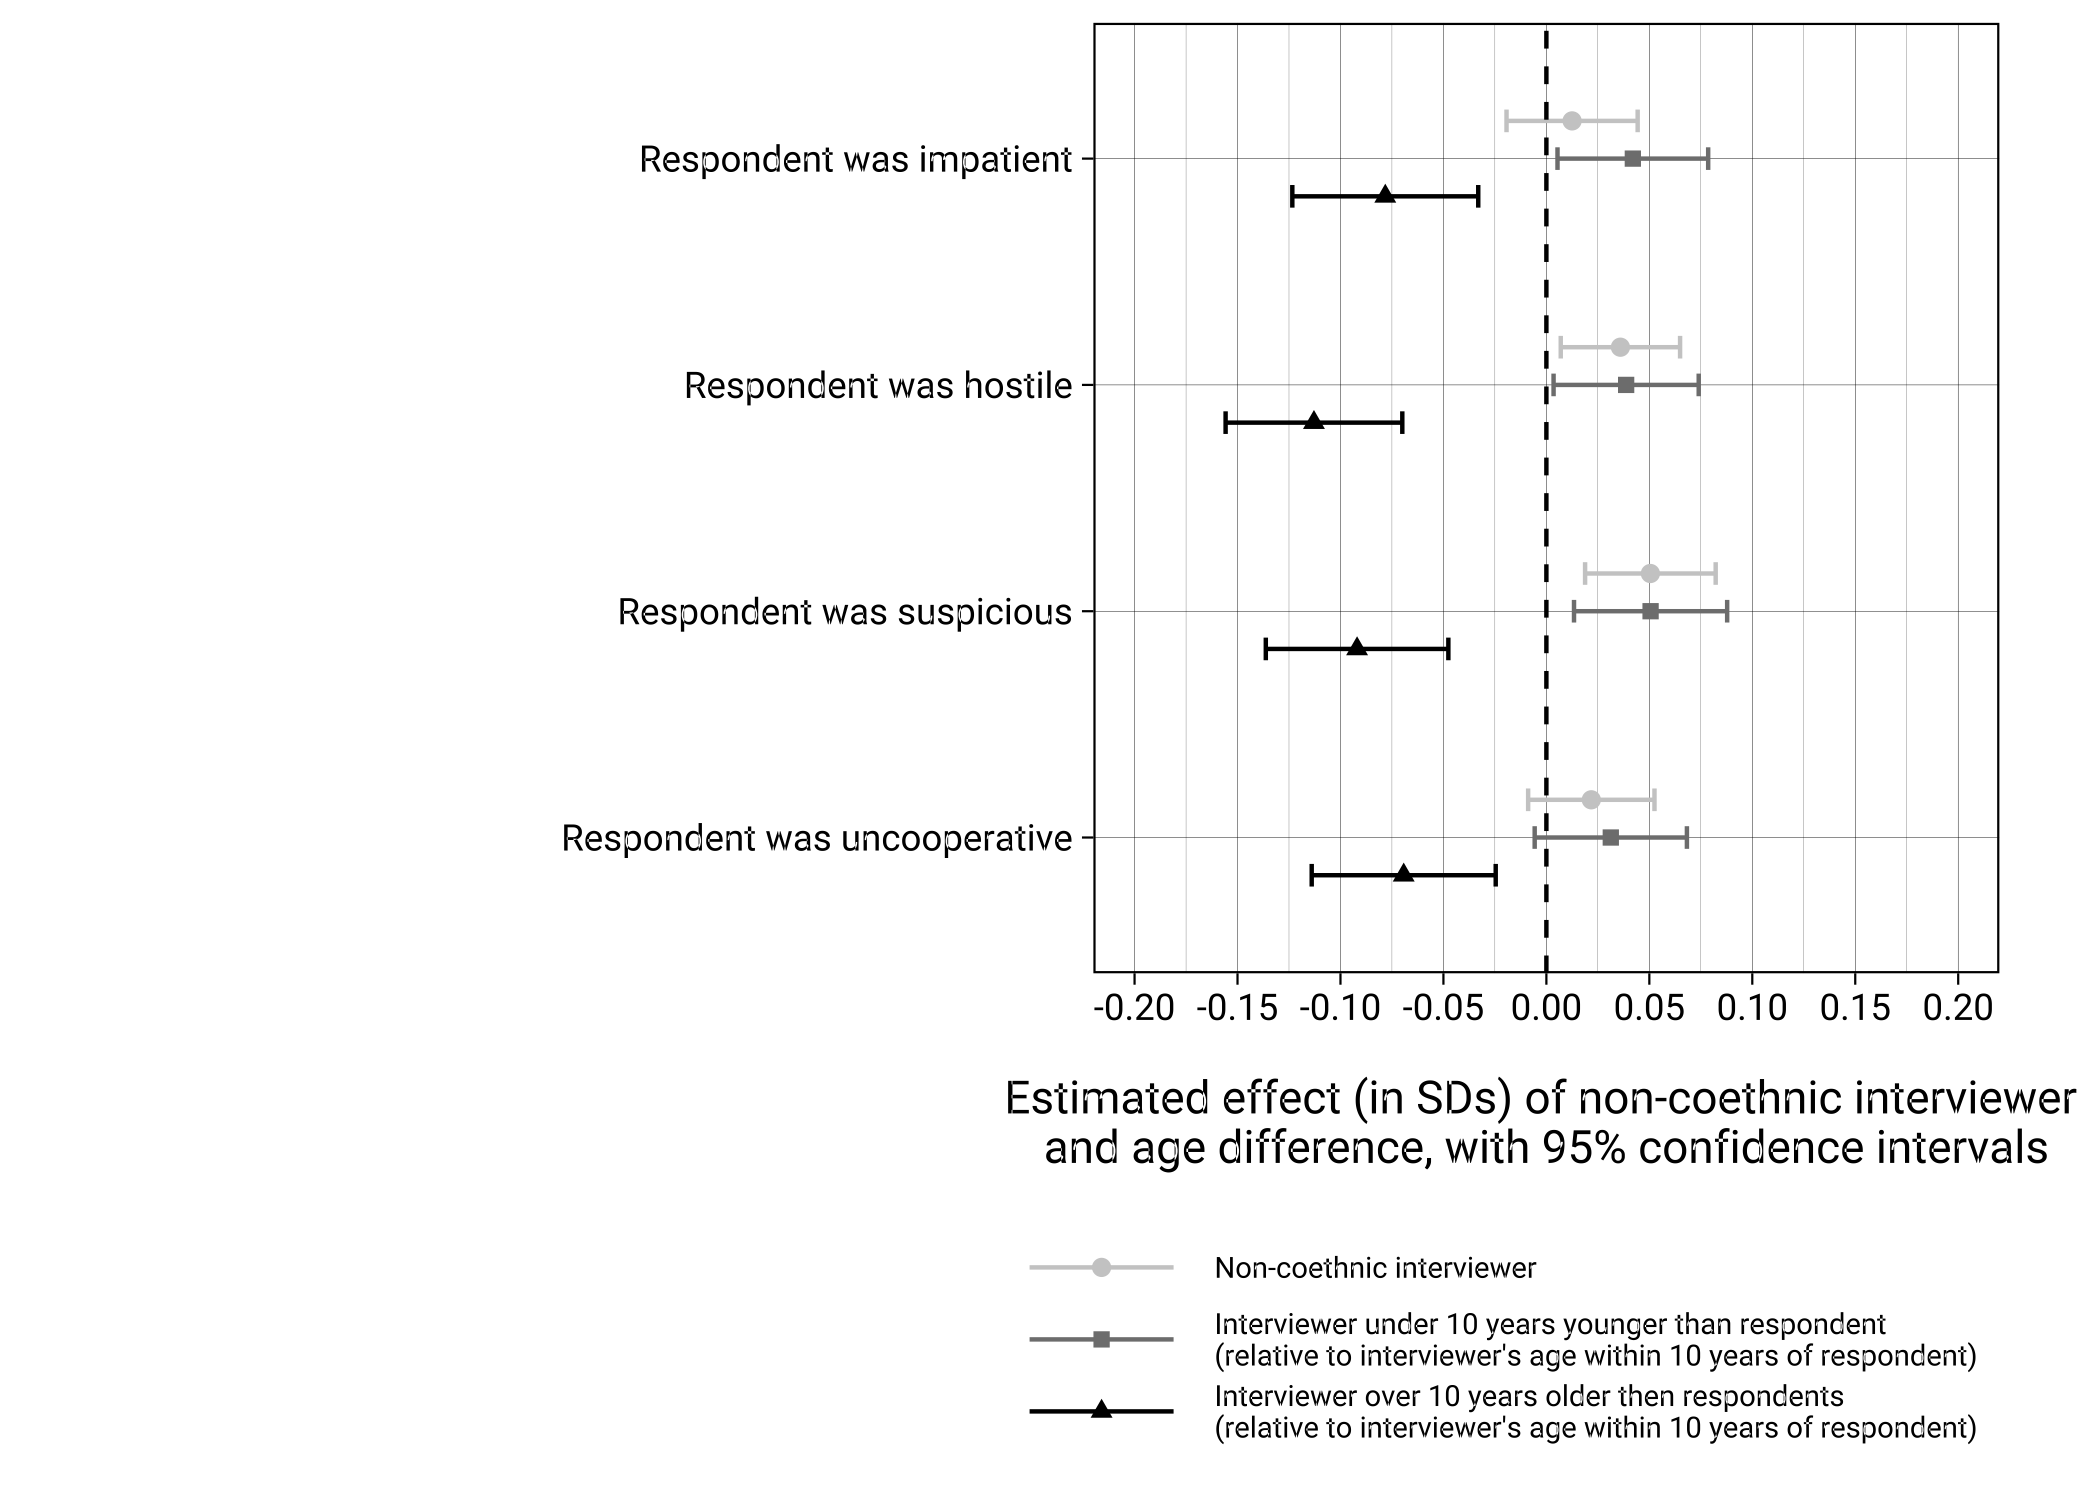 Respondent was impatient
Respondent was hostile
Respondent was suspicious
Respondent was uncooperative
-0.20 -0.15 -0.10 -0.05 0.00 0.05 0.10 0.15 0.20
Estimated effect (in SDs) of non-coethnic interviewer
and age difference, with 95% confidence intervals
Non-coethnic interviewer
Interviewer under 10 years younger than respondent
(relative to interviewer's age within 10 years of respondent)
Interviewer over 10 years older then respondents
(relative to interviewer's age within 10 years of respondent)